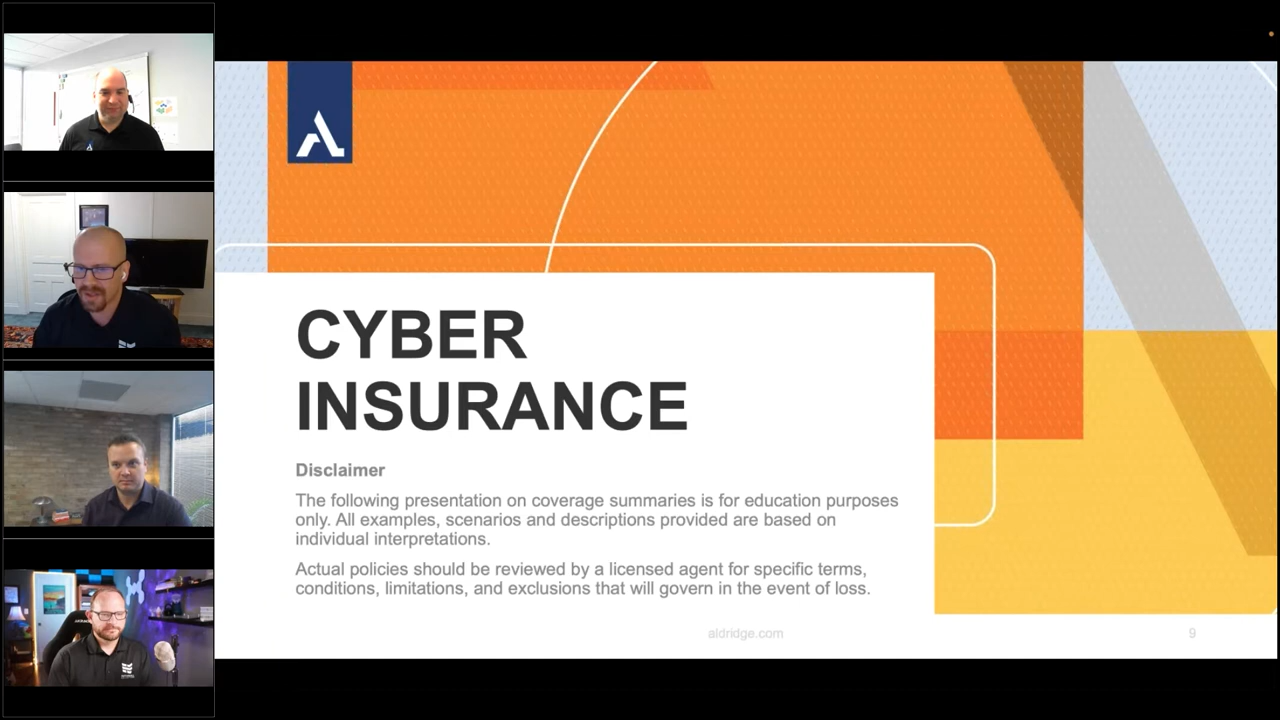 CYBER
INSURANCE
Disclaimer
The following presentation on coverage summaries is for education purposes
only. All examples, scenarios and descriptions provided are based on
individual interpretations.
Actual policies should be reviewed by a licensed agent for specific terms,
conditions, limitations, and exclusions that will govern in the event of loss.
aldridge.com
9